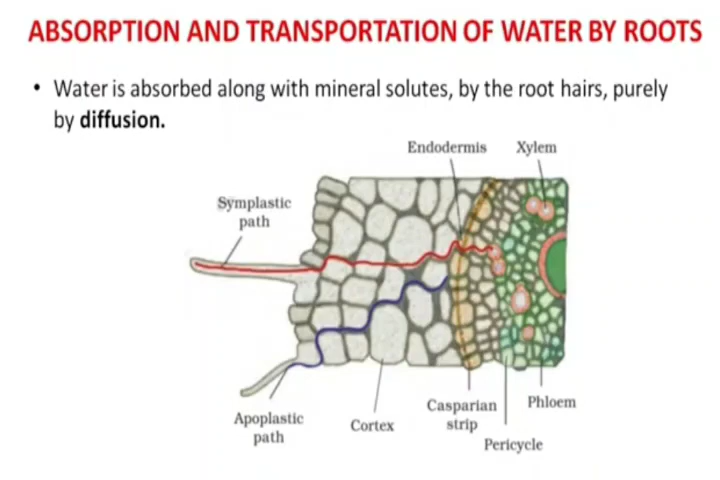 ABSORPTION AND TRANSPORTATION OF WATER BY ROOTS
• Water is absorbed along with mineral solutes, by the root hairs, purely
by diffusion.
Endodermis Xylem
Symplastic
path
Casparian
strip
Phloem
Apoplastic
path
Cortex
Pericycle